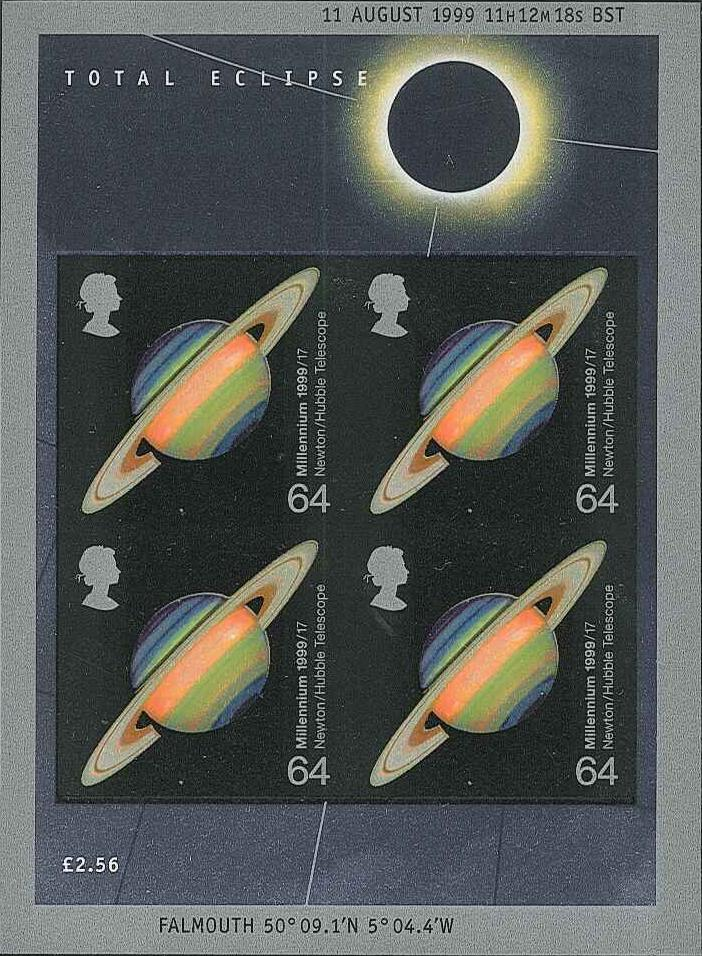 11 AUGUST 1999 11H12M18S BST
TOTAL ECLIPSE
Millennium 1999/17
Newton/Hubble Telescope
64
Millennium 1999/17
Newton/Hubble Telescope
64
Millennium 1999/17
Newton/Hubble Telescope
64
Millennium 1999/17
Newton/Hubble Telescope
64
£2.56
FALMOUTH 50°09.1'N 5°04.4'W